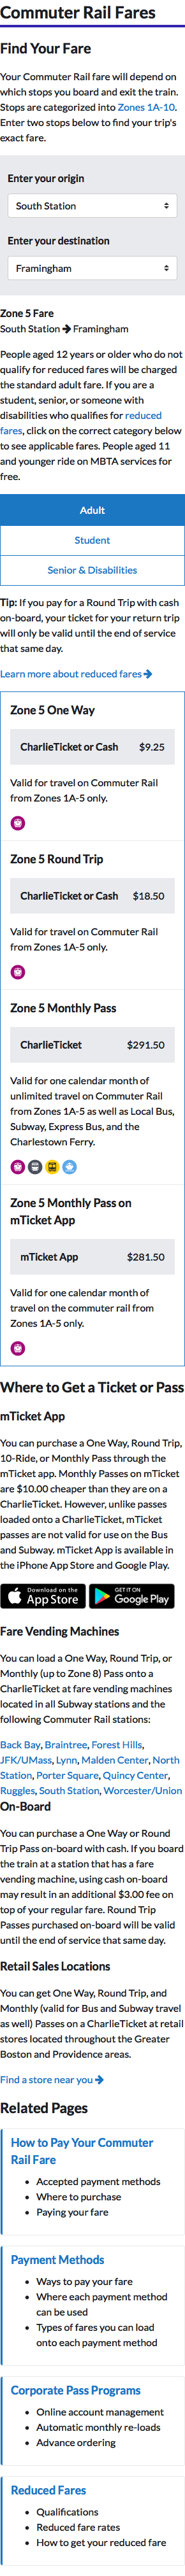 Commuter Rail Fares
Find Your Fare
Your Commuter Rail fare will depend on
which stops you board and exit the train.
Stops are categorized into Zones 1A-10.
Enter two stops below to find your trip's
exact fare.
Enter your origin
South Station
Enter your destination
Framingham
Zone 5 Fare
South Station → Framingham
People aged 12 years or older who do not
qualify for reduced fares will be charged
the standard adult fare. If you are a
student, senior, or someone with
disabilities who qualifies for reduced
fares, click on the correct category below
to see applicable fares. People aged 11
and younger ride on MBTA services for
free.
Adult
Student
Senior & Disabilities
Tip: If you pay for a Round Trip with cash
on-board, your ticket for your return trip
will only be valid until the end of service
that same day.
Learn more about reduced fares →
Zone 5 One Way
CharlieTicket or Cash $9.25
Valid for travel on Commuter Rail
from Zones 1A-5 only.
Zone 5 Round Trip
CharlieTicket or Cash $18.50
Valid for travel on Commuter Rail
from Zones 1A-5 only.
Zone 5 Monthly Pass
CharlieTicket $291.50
Valid for one calendar month of
unlimited travel on Commuter Rail
from Zones 1A-5 as well as Local Bus,
Subway, Express Bus, and the
Charlestown Ferry.
Zone 5 Monthly Pass on
mTicket App
mTicket App $281.50
Valid for one calendar month of
travel on the commuter rail from
Zones 1A-5 only.
Where to Get a Ticket or Pass
mTicket App
You can purchase a One Way, Round Trip,
10-Ride, or Monthly Pass through the
mTicket app. Monthly Passes on mTicket
are $10.00 cheaper than they are on a
CharlieTicket. However, unlike passes
loaded onto a CharlieTicket, mTicket
passes are not valid for use on the Bus
and Subway. mTicket App is available in
the iPhone App Store and Google Play.
Download on the
App Store
GET IT ON
Google Play
Fare Vending Machines
You can load a One Way, Round Trip, or
Monthly (up to Zone 8) Pass onto a
CharlieTicket at fare vending machines
located in all Subway stations and the
following Commuter Rail stations:
Back Bay, Braintree, Forest Hills,
JFK/UMass, Lynn, Malden Center, North
Station, Porter Square, Quincy Center,
Ruggles, South Station, Worcester/Union
On-Board
You can purchase a One Way or Round
Trip Pass on-board with cash. If you board
the train at a station that has a fare
vending machine, using cash on-board
may result in an additional $3.00 fee on
top of your regular fare. Round Trip
Passes purchased on-board will be valid
until the end of service that same day.
Retail Sales Locations
You can get One Way, Round Trip, and
Monthly (valid for Bus and Subway travel
as well) Passes on a CharlieTicket at retail
stores located throughout the Greater
Boston and Providence areas.
Find a store near you →
Related Pages
How to Pay Your Commuter
Rail Fare
• Accepted payment methods
• Where to purchase
• Paying your fare
Payment Methods
• Ways to pay your fare
• Where each payment method
can be used
• Types of fares you can load
onto each payment method
Corporate Pass Programs
• Online account management
• Automatic monthly re-loads
• Advance ordering
Reduced Fares
• Qualifications
• Reduced fare rates
• How to get your reduced fare